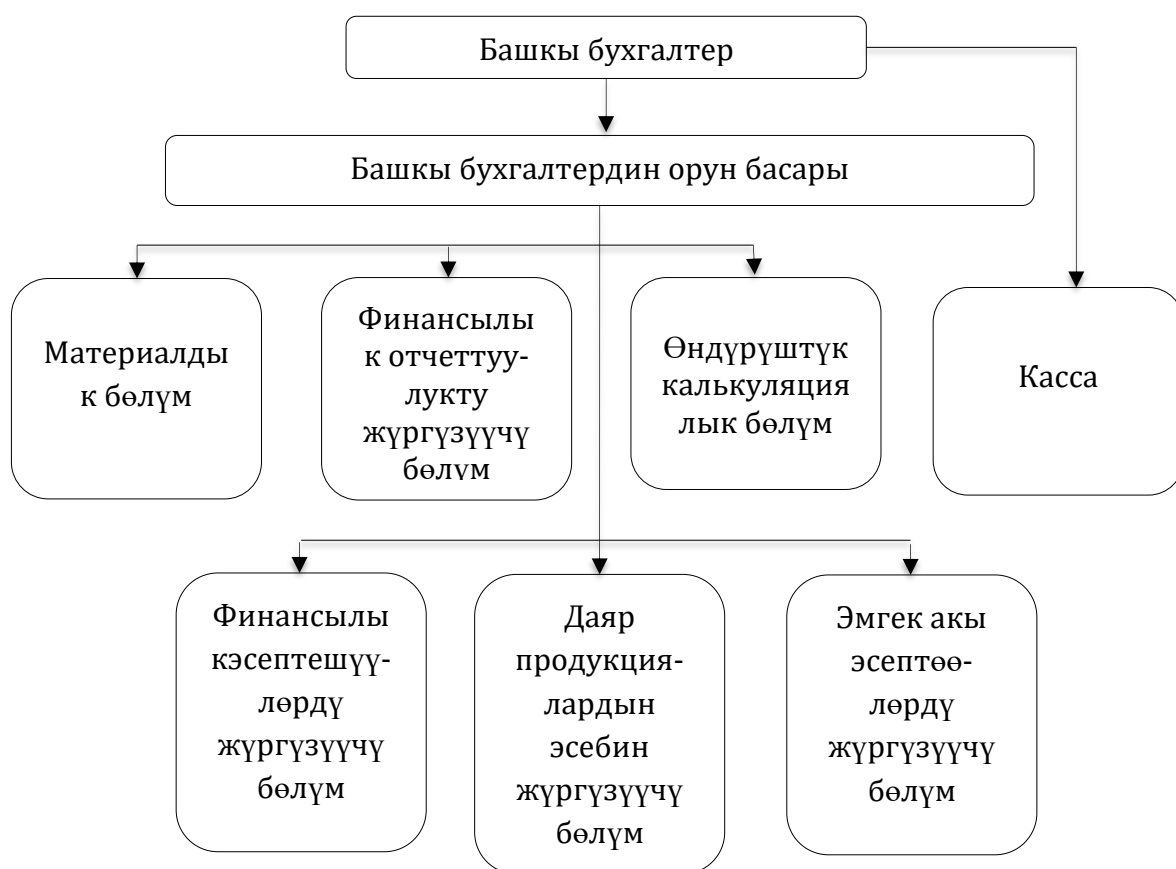 Башкы бухгалтер
Башкы бухгалтердин орун басары
Материалды
к бөлүм
Финансылы
к отчеттуу-
лукту
жүргүзүүчү
бөлүм
Өндүрүштүк
калькуляция
лык бөлүм
Касса
Финансылы
кэсептешүү-
лөрдү
жүргүзүүчү
бөлүм
Даяр
продукция-
лардын
эсебин
жүргүзүүчү
бөлүм
Эмгек акы
эсептөө-
лөрдү
жүргүзүүчү
бөлүм